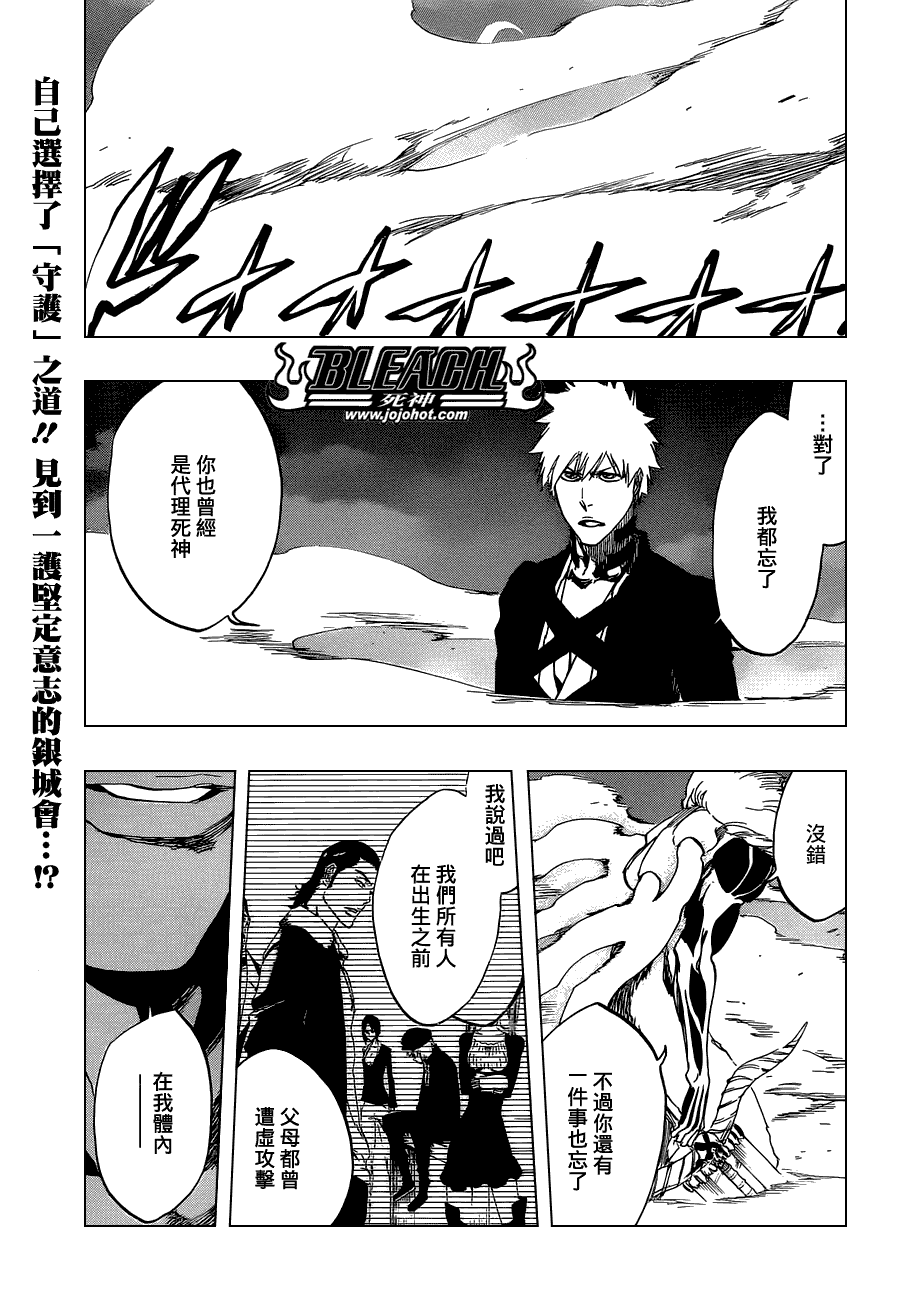 自己選擇了「守護」之道!! 見到一護堅定意志的銀城會…!?
BLEACH
死神
www.jojohot.com
…對了
我都忘了
你也曾經
是代理死神
沒錯
不過你還有
一件事也忘了
我說過吧
我們所有人
在出生之前
父母都曾
遭虛攻擊
在我體內
——